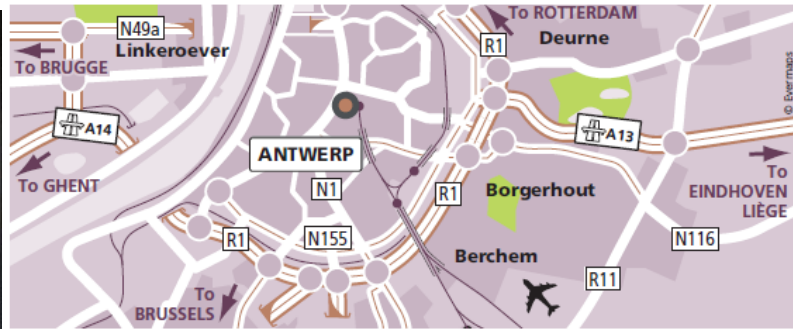 To ROTTERDAM
N49a
R1
Deurne
Linkeroever
To BRUGGE
© Evermaps
A14
A13
ANTWERP
To GHENT
N1
R1
Borgerhout
To
EINDHOVEN
LIÈGE
R1
N155
N116
Berchem
R11
To
BRUSSELS